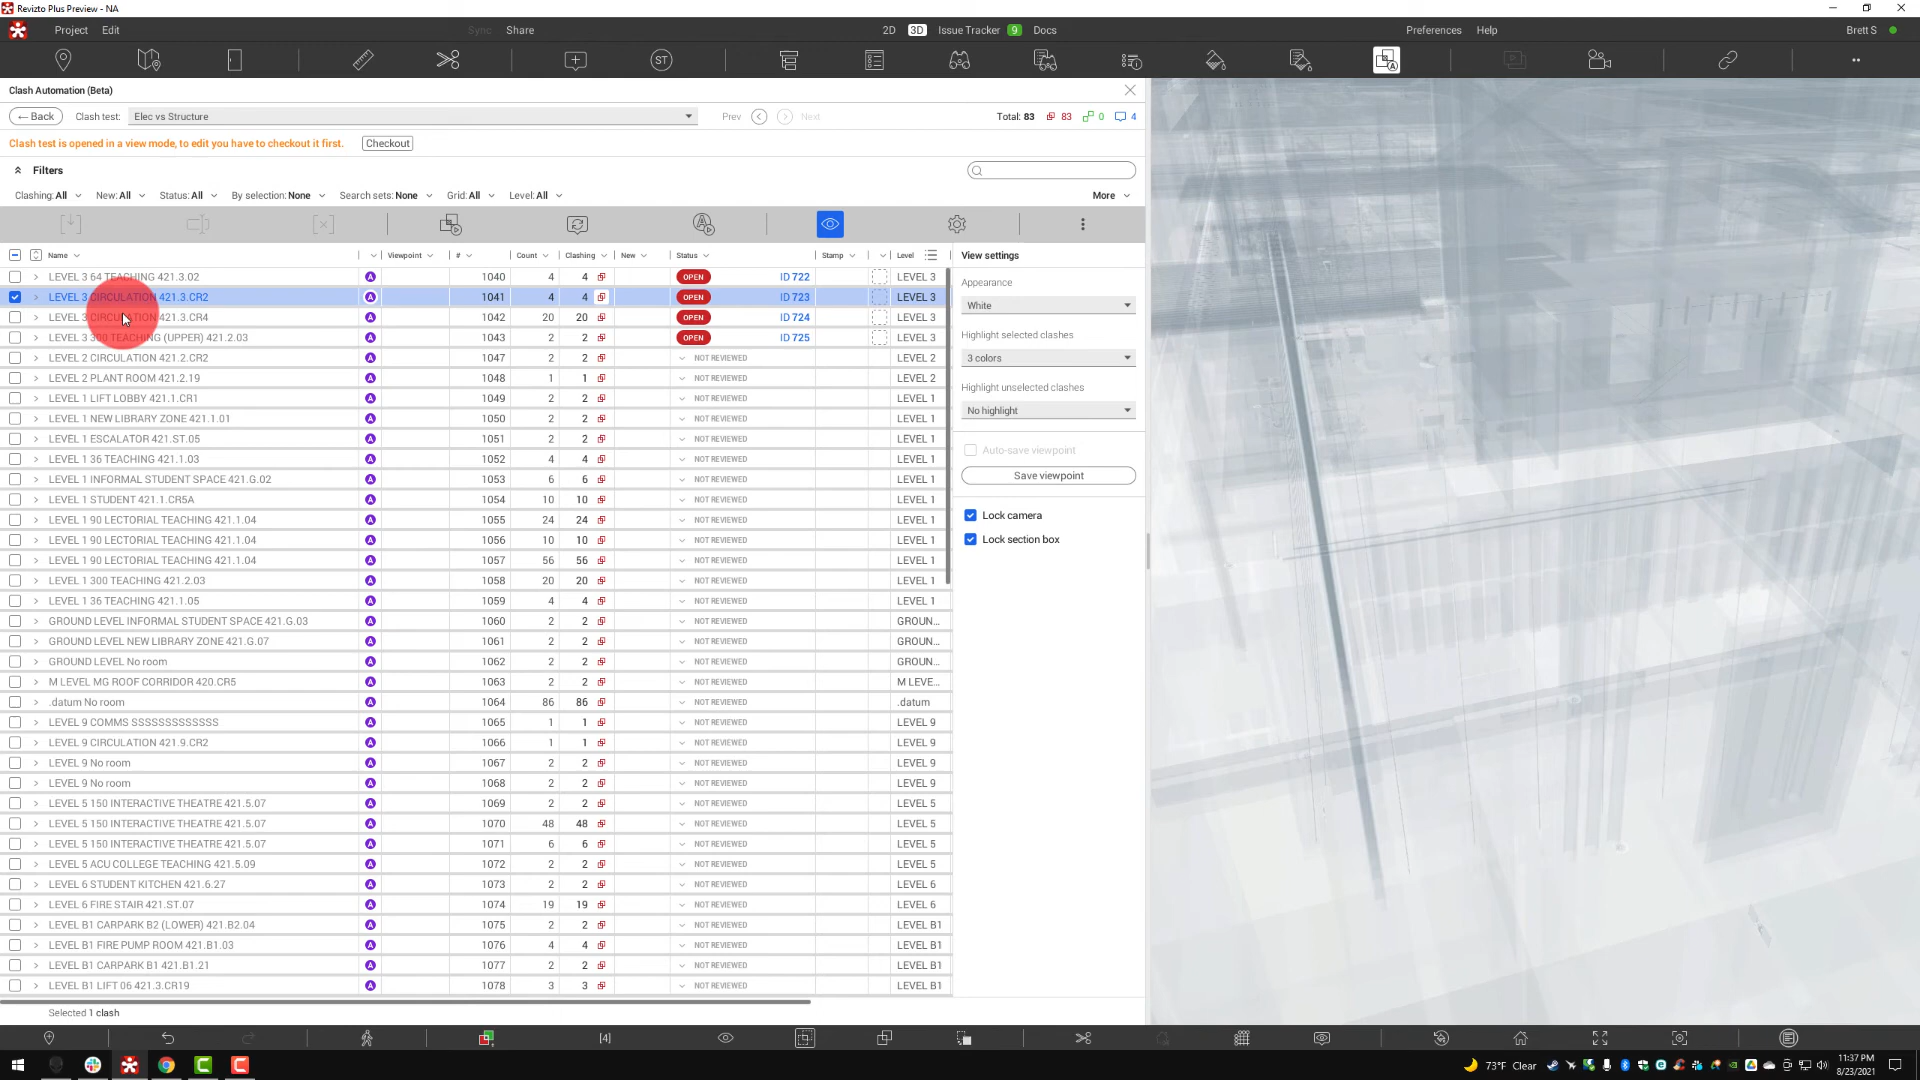 Revizto Plus Preview - NA
Project Edit Sync Share 2D 3D Issue Tracker 9 Docs Preferences Help Brett S
ST
Clash Automation (Beta)
← Back Clash test: Elec vs Structure Prev Next Total: 83 83 0 4
Clash test is opened in a view mode, to edit you have to checkout it first. Checkout
Filters
Clashing: All New: All Status: All By selection: None Search sets: None Grid: All Level: All More
Name Viewpoint # Count Clashing New Status Stamp Level View settings
LEVEL 3 64 TEACHING 421.3.02 A 1040 4 4 OPEN ID 722 LEVEL 3
Appearance
LEVEL 3 CIRCULATION 421.3.CR2 A 1041 4 4 OPEN ID 723 LEVEL 3
White
LEVEL 3 CIRCULATION 421.3.CR4 A 1042 20 20 OPEN ID 724 LEVEL 3
Highlight selected clashes
LEVEL 3 300 TEACHING (UPPER) 421.2.03 A 1043 2 2 OPEN ID 725 LEVEL 3
LEVEL 2 CIRCULATION 421.2.CR2 A 1047 2 2 NOT REVIEWED LEVEL 2
3 colors
LEVEL 2 PLANT ROOM 421.2.19 A 1048 1 1 NOT REVIEWED LEVEL 2
Highlight unselected clashes
LEVEL 1 LIFT LOBBY 421.1.CR1 A 1049 2 2 NOT REVIEWED LEVEL 1
No highlight
LEVEL 1 NEW LIBRARY ZONE 421.1.01 A 1050 2 2 NOT REVIEWED LEVEL 1
LEVEL 1 ESCALATOR 421.ST.05 A 1051 2 2 NOT REVIEWED LEVEL 1
Auto-save viewpoint
LEVEL 1 36 TEACHING 421.1.03 A 1052 4 4 NOT REVIEWED LEVEL 1
Save viewpoint
LEVEL 1 INFORMAL STUDENT SPACE 421.G.02 A 1053 6 6 NOT REVIEWED LEVEL 1
LEVEL 1 STUDENT 421.1.CR5A A 1054 10 10 NOT REVIEWED LEVEL 1
Lock camera
LEVEL 1 90 LECTORIAL TEACHING 421.1.04 A 1055 24 24 NOT REVIEWED LEVEL 1
LEVEL 1 90 LECTORIAL TEACHING 421.1.04 A 1056 10 10 NOT REVIEWED LEVEL 1
Lock section box
LEVEL 1 90 LECTORIAL TEACHING 421.1.04 A 1057 56 56 NOT REVIEWED LEVEL 1
LEVEL 1 300 TEACHING 421.2.03 A 1058 20 20 NOT REVIEWED LEVEL 1
LEVEL 1 36 TEACHING 421.1.05 A 1059 4 4 NOT REVIEWED LEVEL 1
GROUND LEVEL INFORMAL STUDENT SPACE 421.G.03 A 1060 2 2 NOT REVIEWED GROUN...
GROUND LEVEL NEW LIBRARY ZONE 421.G.07 A 1061 2 2 NOT REVIEWED GROUN...
GROUND LEVEL No room A 1062 2 2 NOT REVIEWED GROUN...
M LEVEL MG ROOF CORRIDOR 420.CR5 A 1063 2 2 NOT REVIEWED M LEVE...
.datum No room A 1064 86 86 NOT REVIEWED .datum
LEVEL 9 COMMS SSSSSSSSSSSSS A 1065 1 1 NOT REVIEWED LEVEL 9
LEVEL 9 CIRCULATION 421.9.CR2 A 1066 1 1 NOT REVIEWED LEVEL 9
LEVEL 9 No room A 1067 2 2 NOT REVIEWED LEVEL 9
LEVEL 9 No room A 1068 2 2 NOT REVIEWED LEVEL 9
LEVEL 5 150 INTERACTIVE THEATRE 421.5.07 A 1069 2 2 NOT REVIEWED LEVEL 5
LEVEL 5 150 INTERACTIVE THEATRE 421.5.07 A 1070 48 48 NOT REVIEWED LEVEL 5
LEVEL 5 150 INTERACTIVE THEATRE 421.5.07 A 1071 6 6 NOT REVIEWED LEVEL 5
LEVEL 5 ACU COLLEGE TEACHING 421.5.09 A 1072 2 2 NOT REVIEWED LEVEL 5
LEVEL 6 STUDENT KITCHEN 421.6.27 A 1073 2 2 NOT REVIEWED LEVEL 6
LEVEL 6 FIRE STAIR 421.ST.07 A 1074 19 19 NOT REVIEWED LEVEL 6
LEVEL B1 CARPARK B2 (LOWER) 421.B2.04 A 1075 2 2 NOT REVIEWED LEVEL B1
LEVEL B1 FIRE PUMP ROOM 421.B1.03 A 1076 4 4 NOT REVIEWED LEVEL B1
LEVEL B1 CARPARK B1 421.B1.21 A 1077 2 2 NOT REVIEWED LEVEL B1
LEVEL B1 LIFT 06 421.3.CR19 A 1078 3 3 NOT REVIEWED LEVEL B1
Selected 1 clash
[4]
73°F Clear 11:37 PM
8/23/2021